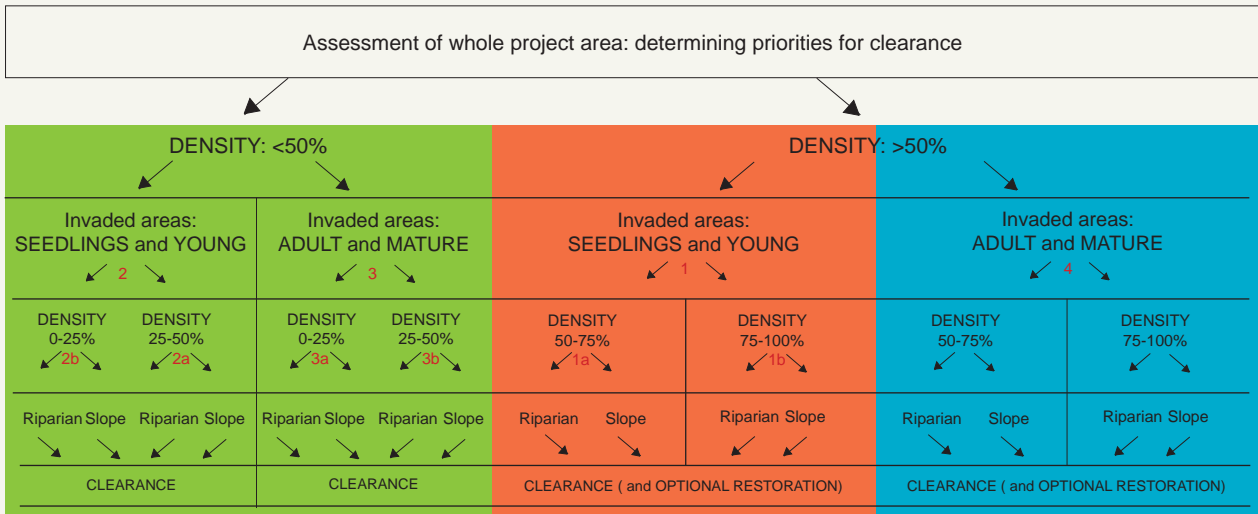 Assessment of whole project area: determining priorities for clearance
DENSITY: <50%
DENSITY: >50%
Invaded areas:
SEEDLINGS and YOUNG
2
Invaded areas:
ADULT and MATURE
3
Invaded areas:
SEEDLINGS and YOUNG
1
Invaded areas:
ADULT and MATURE
4
DENSITY
0-25%
2b
DENSITY
25-50%
2a
DENSITY
0-25%
3a
DENSITY
25-50%
3b
DENSITY
50-75%
1a
DENSITY
75-100%
1b
DENSITY
50-75%
DENSITY
75-100%
Riparian Slope
Riparian Slope
Riparian Slope
Riparian Slope
Riparian Slope
Riparian Slope
Riparian Slope
Riparian Slope
CLEARANCE
CLEARANCE
CLEARANCE ( and OPTIONAL RESTORATION)
CLEARANCE ( and OPTIONAL RESTORATION)